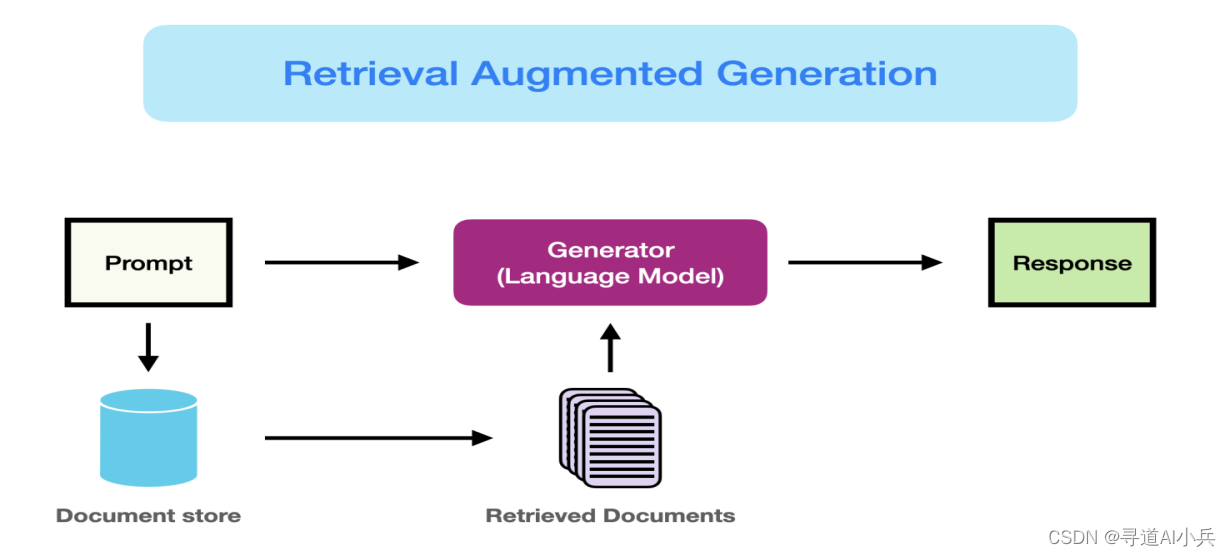 Retrieval Augmented Generation
Prompt
Generator
(Language Model)
Response
Document store
Retrieved Documents
CSDN @寻道AI小兵